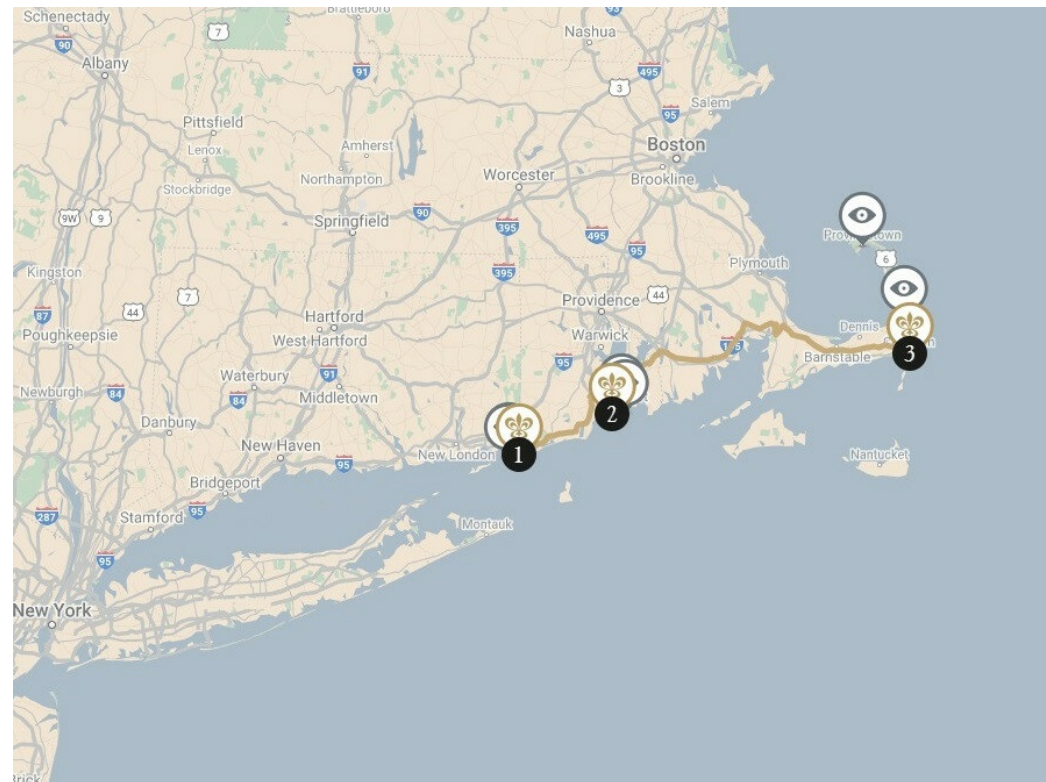 Schenectady
Brattleboro
93
7
Nashua
90
Albany
91
495
3
95
Salem
Pittsfield
Boston
Lenox
Amherst
Brookline
Stockbridge
Northampton
Worcester
9W
9
90
Springfield
395
495
95
6
Plymouth
Kingston
7
395
44
Providence
87
44
Hartford
Warwick
Dennis
Poughkeepsie
West Hartford
95
Barnstable
3
Waterbury
91
Newburgh
84
84
Middletown
2
Danbury
New Haven
New London
1
Nantucket
95
Bridgeport
287
Stamford
95
Montauk
95
New York